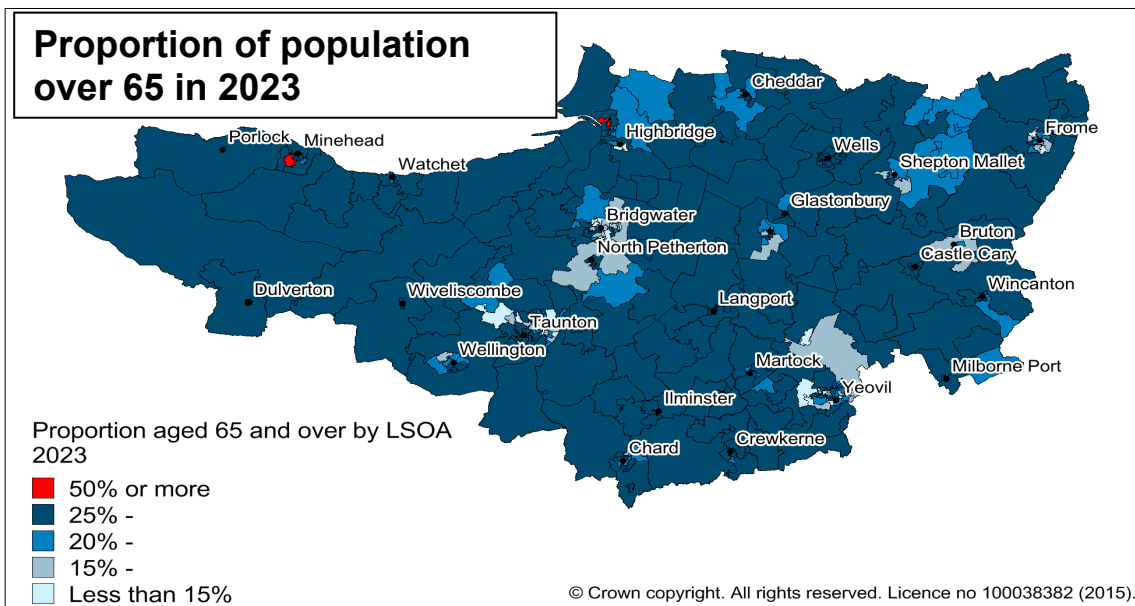 Proportion of population
over 65 in 2023
Cheddar
Porlock
Minehead
Highbridge
Frome
Wells
Watchet
Shepton Mallet
Glastonbury
Bridgwater
Bruton
North Petherton
Castle Cary
Dulverton
Wiveliscombe
Langport
Wincanton
Taunton
Wellington
Martock
Milborne Port
Yeovil
Ilminster
Chard
Crewkerne
Proportion aged 65 and over by LSOA
2023
50% or more
25% -
20% -
15% -
Less than 15%
© Crown copyright. All rights reserved. Licence no 100038382 (2015).